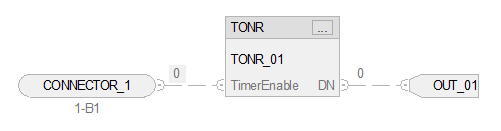 TONR ...
TONR_01
0
0
CONNECTOR_1
TimerEnable DN
OUT_01
1-B1